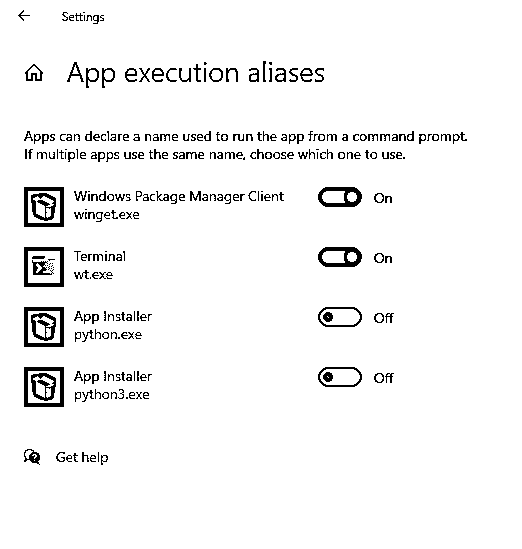 Settings
App execution aliases
Apps can declare a name used to run the app from a command prompt.
If multiple apps use the same name, choose which one to use.
Windows Package Manager Client
winget.exe
On
Terminal
wt.exe
On
App Installer
python.exe
Off
App Installer
python3.exe
Off
Get help